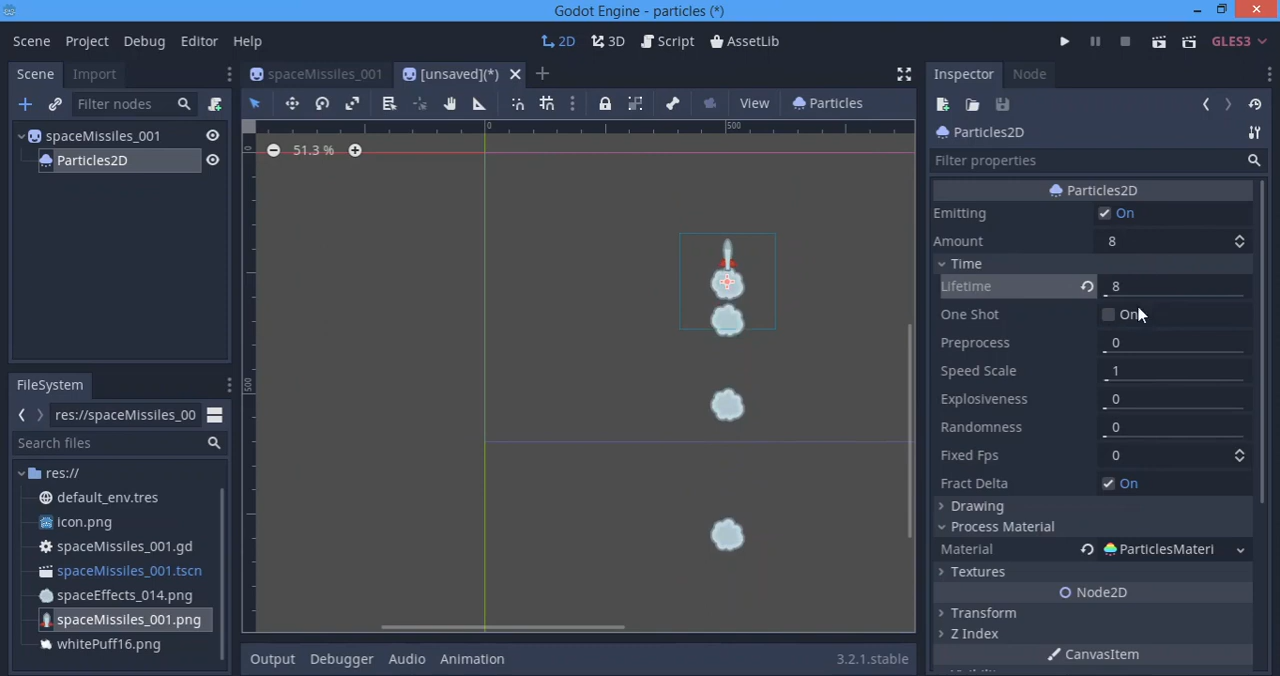 Godot Engine - particles (*)
Scene Project Debug Editor Help
2D 3D Script AssetLib
GLES3
Scene Import
spaceMissiles_001 [unsaved](*)
Inspector Node
Filter nodes
View Particles
Particles2D
spaceMissiles_001
Particles2D
0 500
0
500
51.3 %
Filter properties
Particles2D
Emitting On
Amount 8
Time
Lifetime 8
One Shot On
Preprocess 0
Speed Scale 1
Explosiveness 0
Randomness 0
Fixed Fps 0
Fract Delta On
Drawing
Process Material
Material ParticlesMateri
Textures
Node2D
Transform
Z Index
CanvasItem
FileSystem
res://spaceMissiles_00
Search files
res://
default_env.tres
icon.png
spaceMissiles_001.gd
spaceMissiles_001.tscn
spaceEffects_014.png
spaceMissiles_001.png
whitePuff16.png
Output Debugger Audio Animation
3.2.1.stable